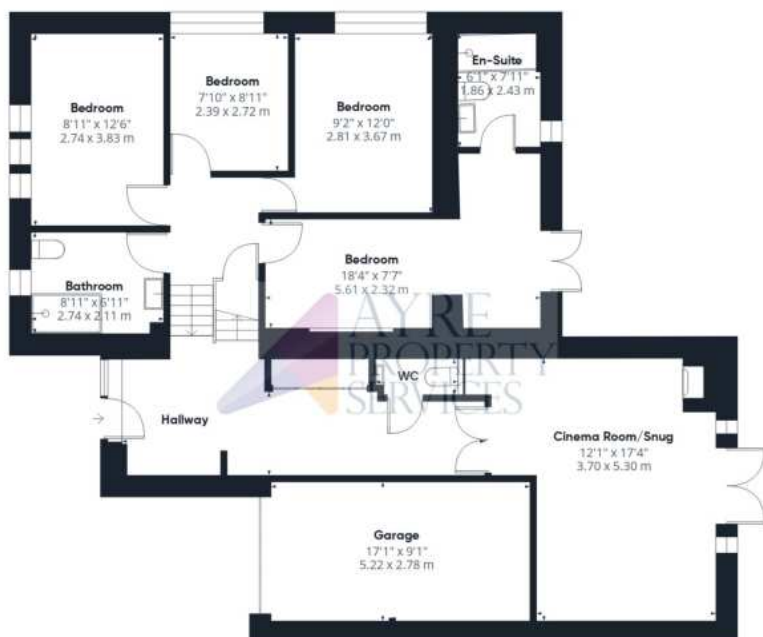 Bedroom
8'11" x 12'6"
2.74 x 3.83 m
Bedroom
7'10" x 8'11"
2.39 x 2.72 m
Bedroom
9'2" x 12'0"
2.81 x 3.67 m
En-Suite
6'1" x 7'11"
1.86 x 2.43 m
Bathroom
8'11" x 6'11"
2.74 x 2.11 m
Bedroom
18'4" x 7'7"
5.61 x 2.32 m
AYRE
PROPERTY
SERVICES
WC
Hallway
Cinema Room/Snug
12'1" x 17'4"
3.70 x 5.30 m
Garage
17'1" x 9'1"
5.22 x 2.78 m